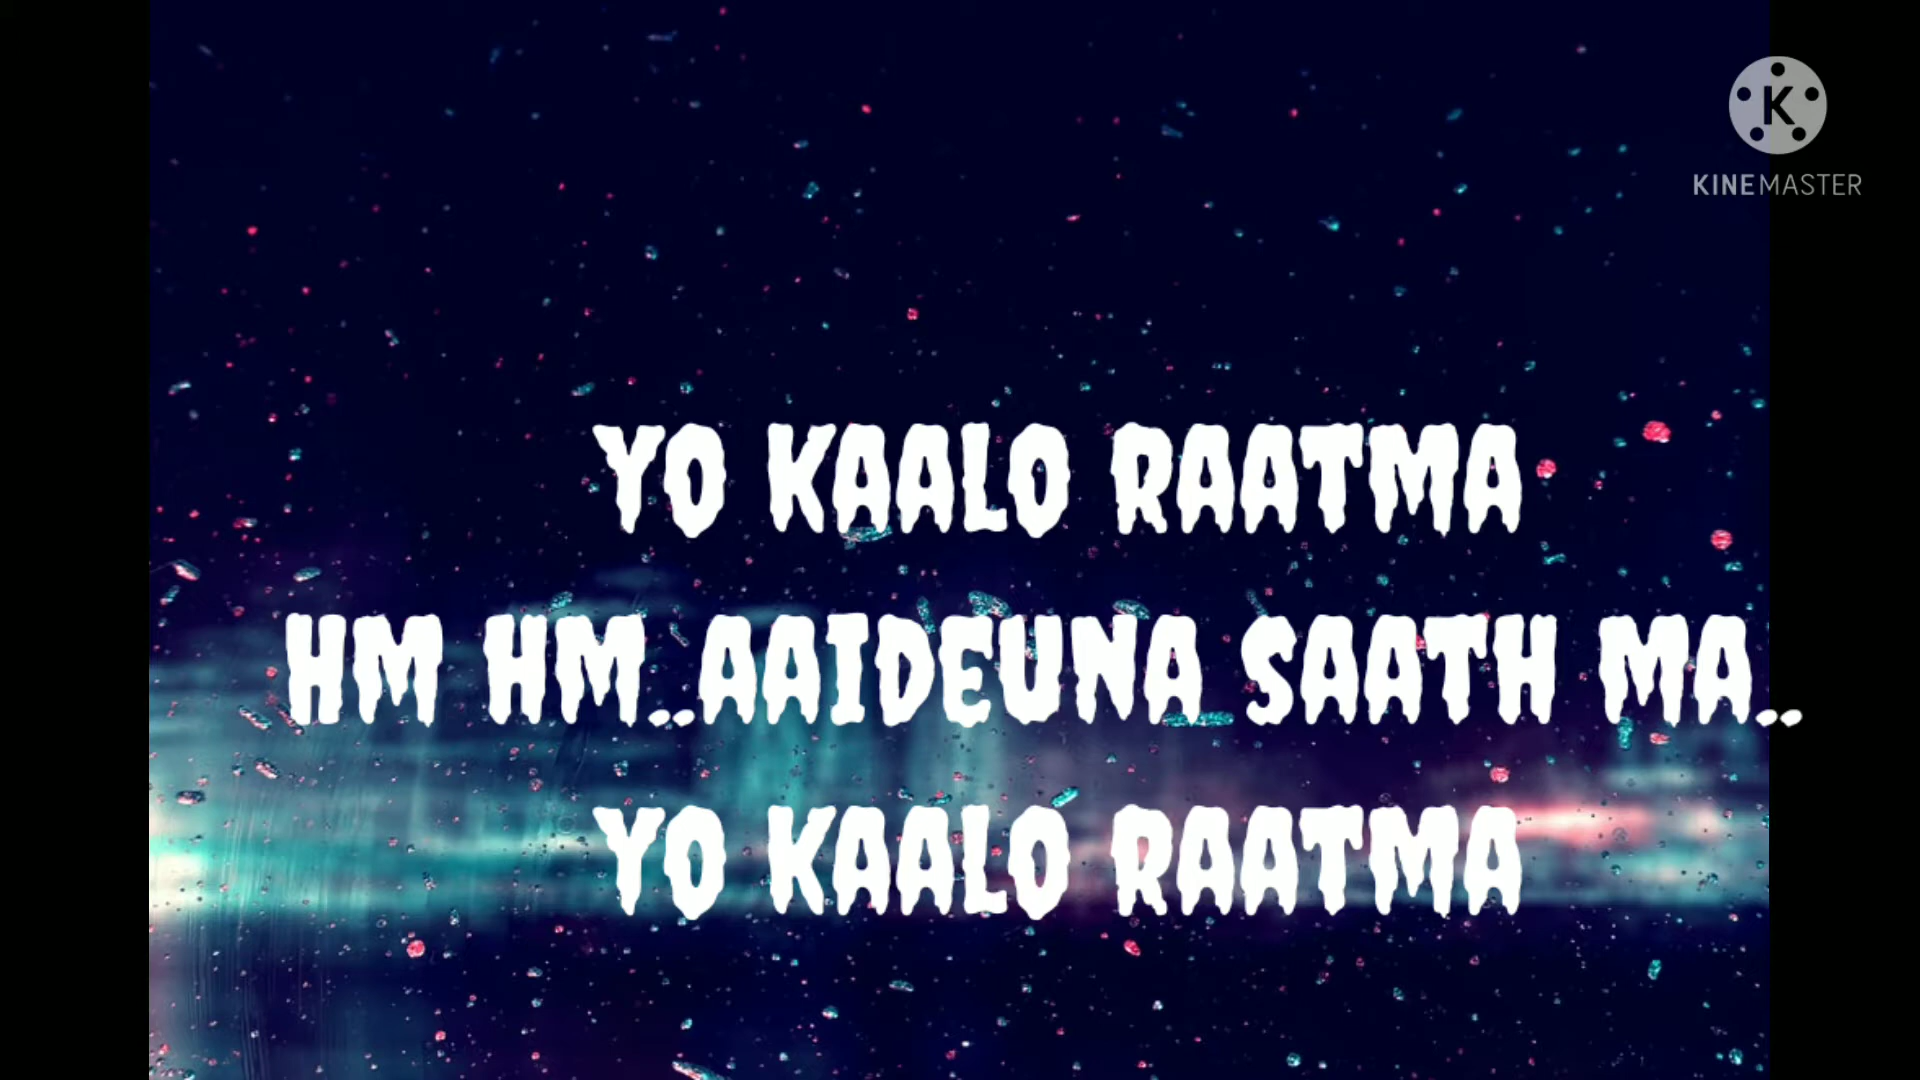 K
KINEMASTER
YO KAALO RAATMA
HM HM..AAIDEUNA SAATH MA..
YO KAALO RAATMA